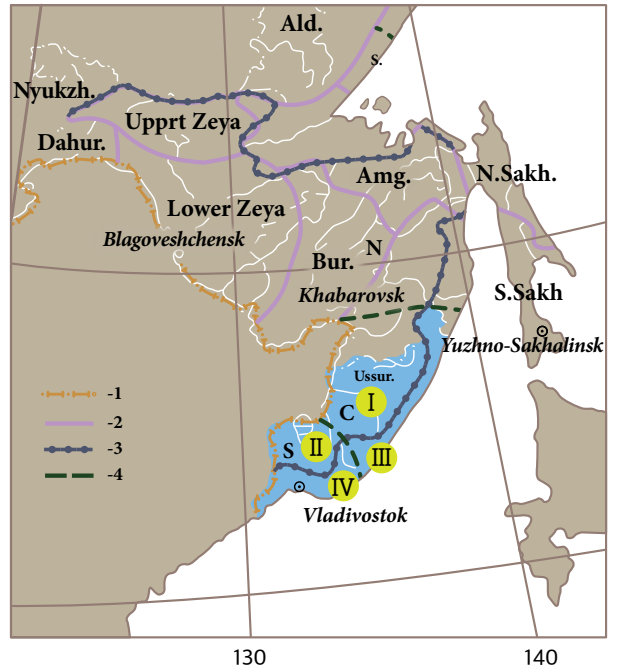 Ald.
S.
Nyukzh.
Upprt Zeya
Dahur.
Amg.
N.Sakh.
Lower Zeya
Blagoveshchensk
N
Bur.
S.Sakh
Khabarovsk
Yuzhno-Sakhalinsk
Ussur.
-1
I
C
-2
II
S
-3
III
-4
IV
Vladivostok
130
140